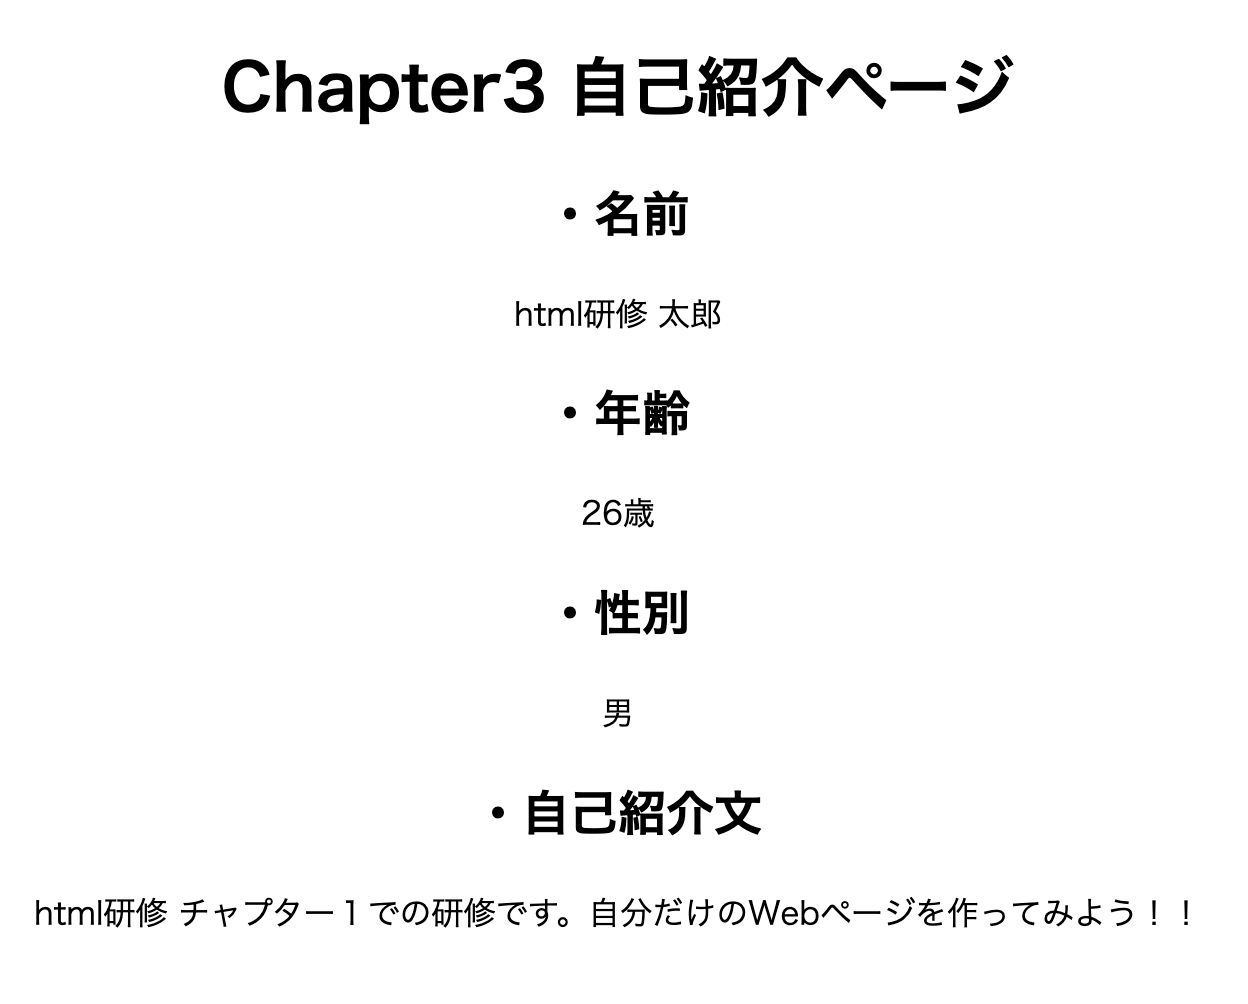 Chapter3 自己紹介ページ
・名前
html研修 太郎
・年齢
26歳
・性別
男
・自己紹介文
html研修 チャプター１での研修です。自分だけのWebページを作ってみよう！！